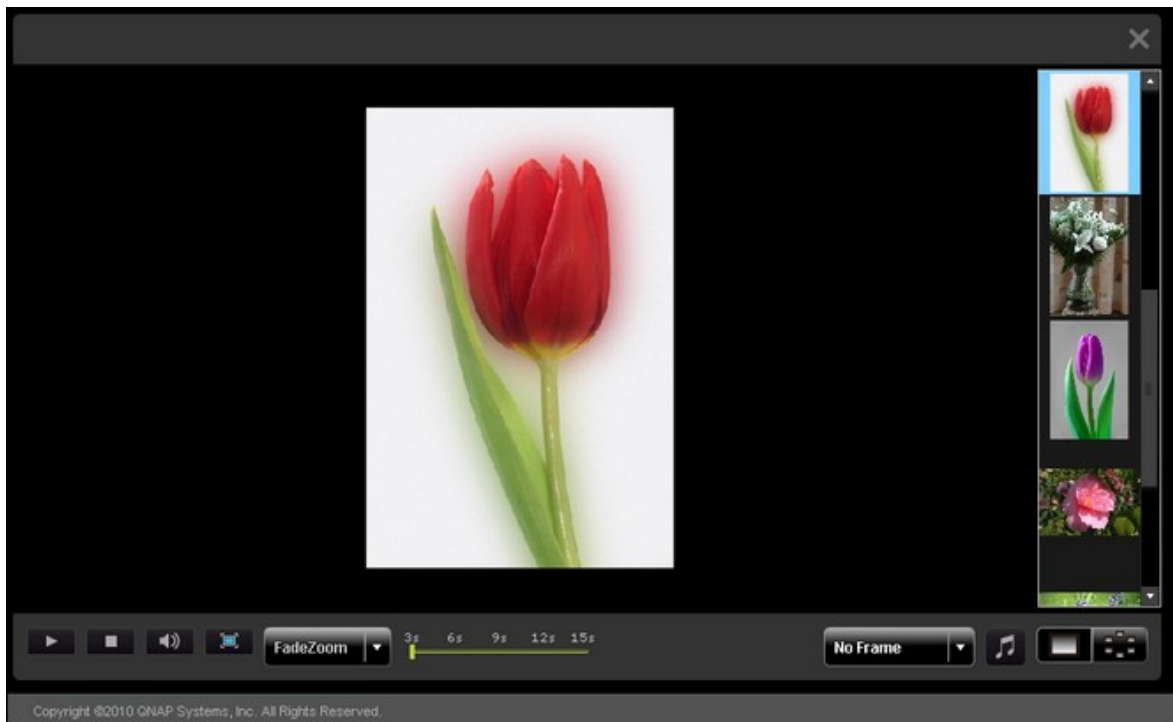 3s 6s 9s 12s 15s
FadeZoom
No Frame
Copyright ©2010 QNAP Systems, Inc. All Rights Reserved.